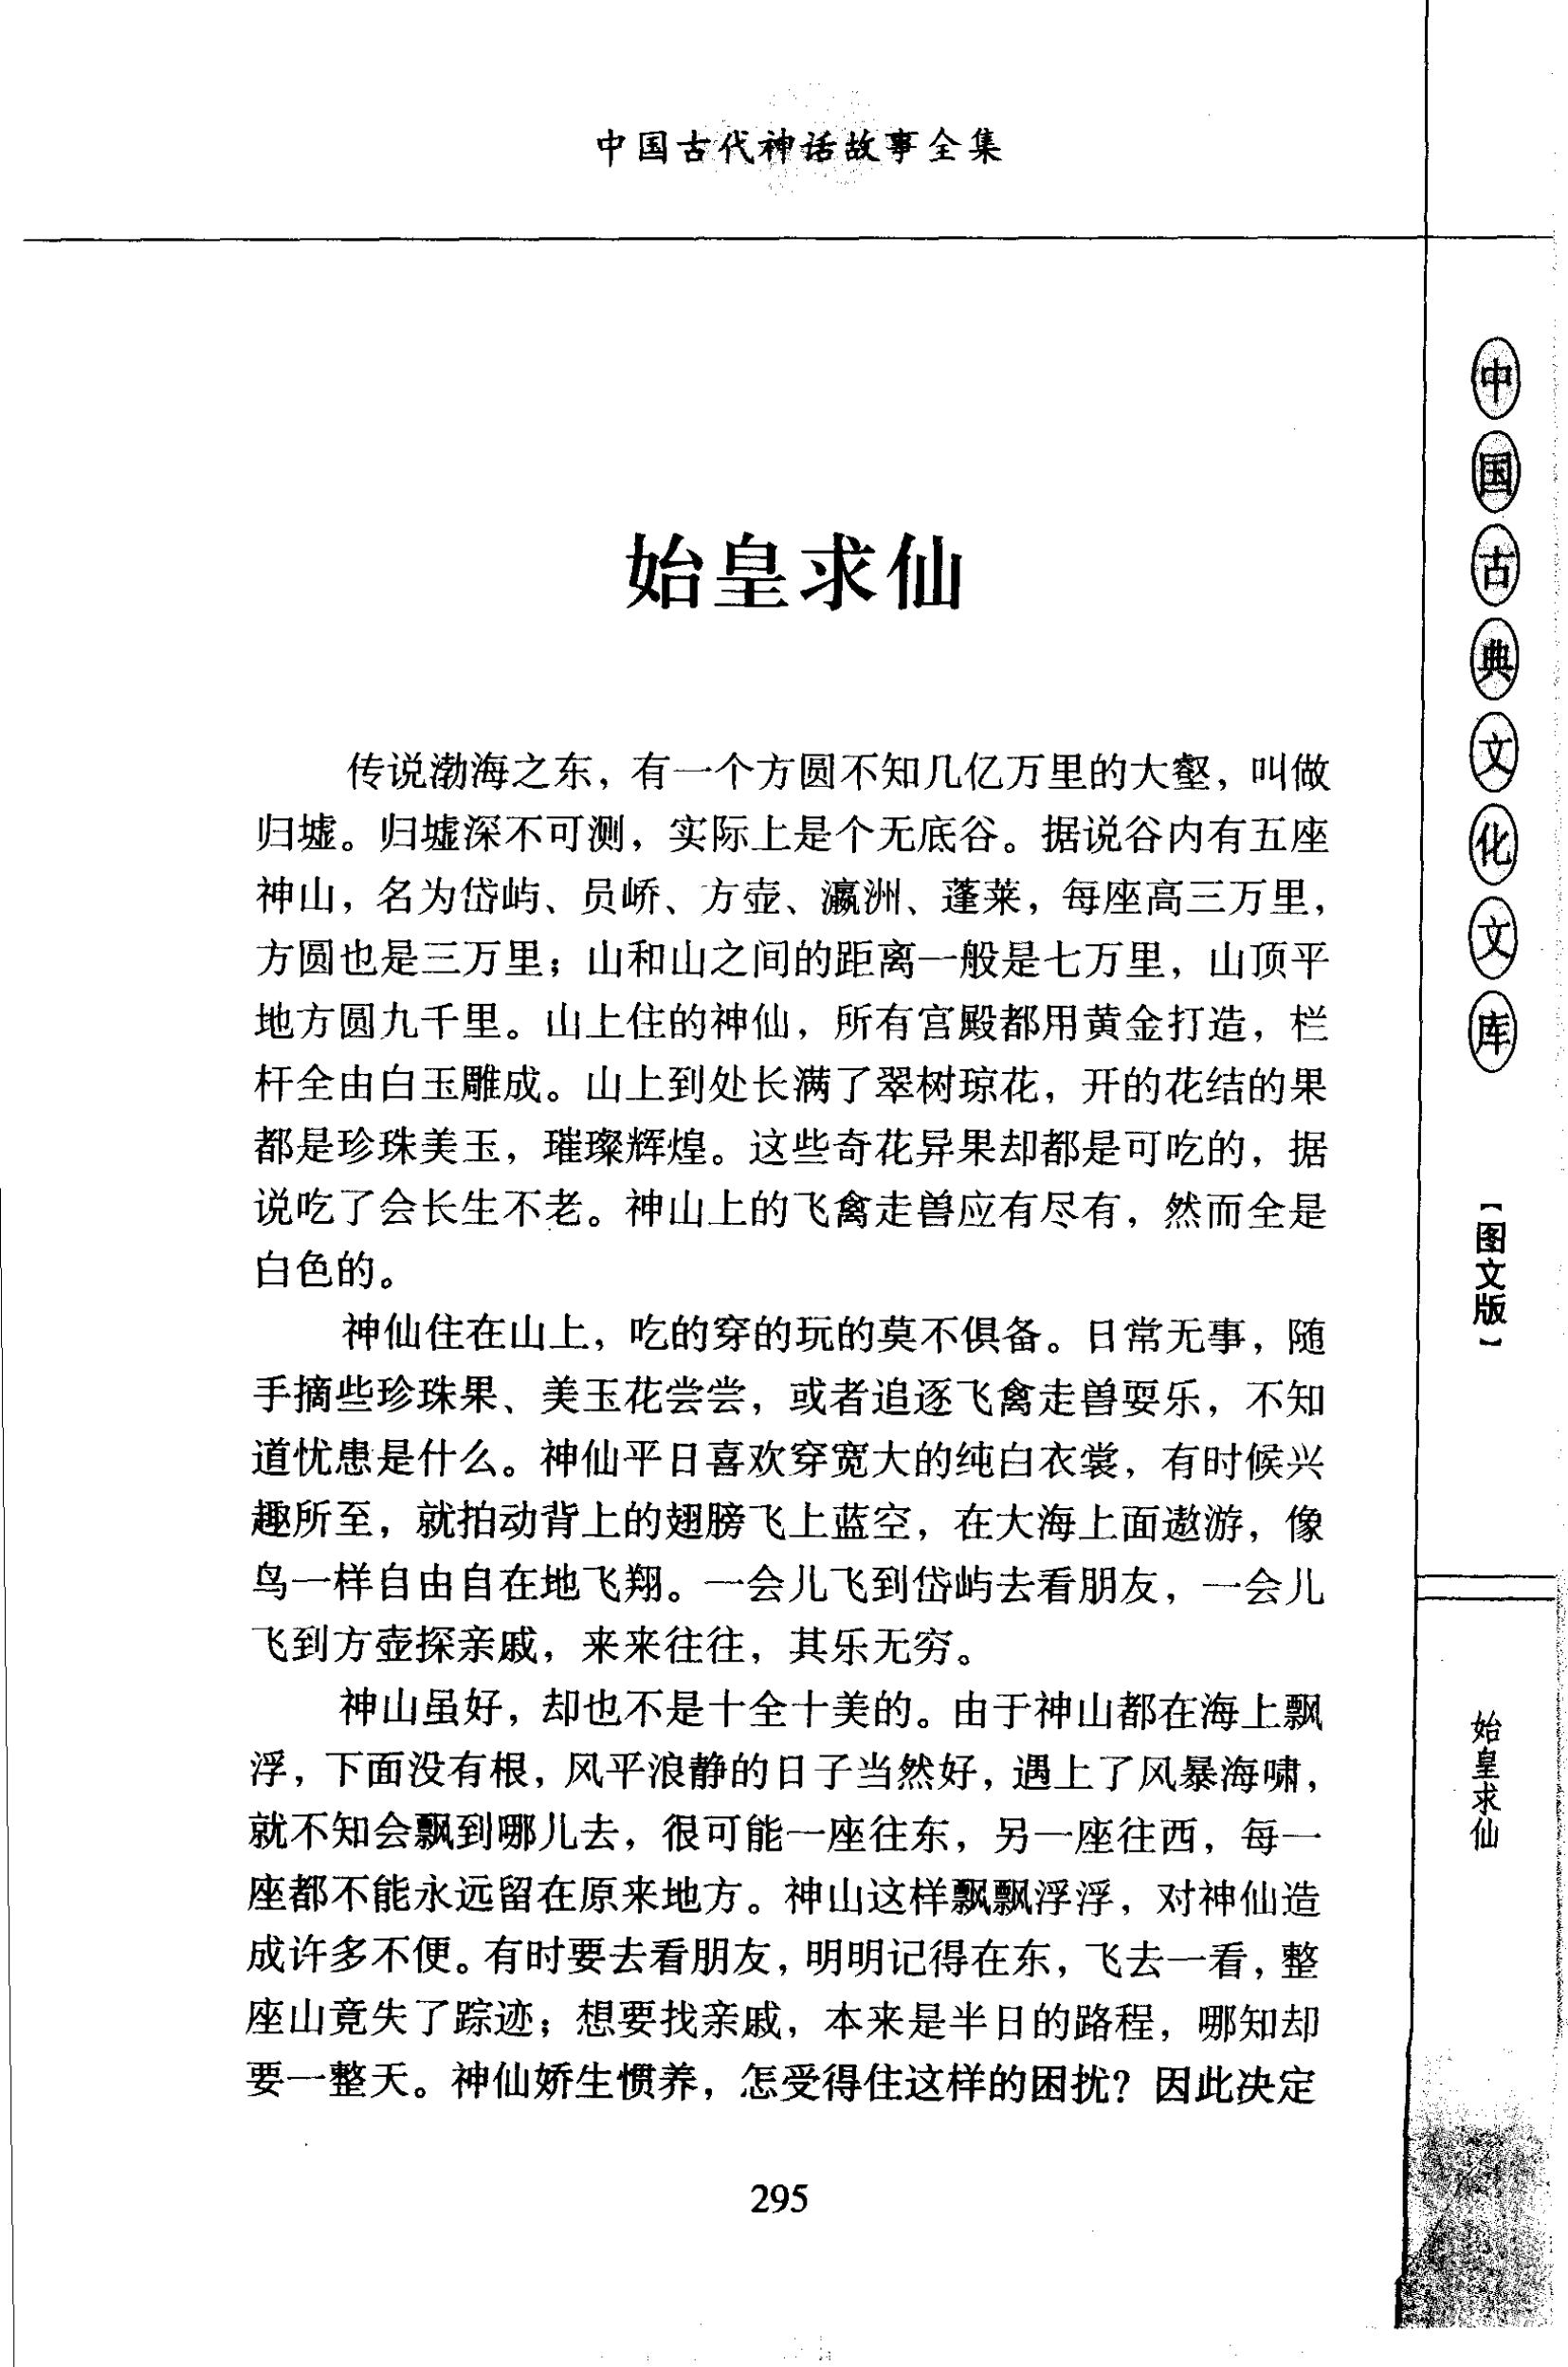 中国古代神话故事全集
始皇求仙
传说渤海之东，有一个方圆不知几亿万里的大壑，叫做
归墟。归墟深不可测，实际上是个无底谷。据说谷内有五座
神山，名为岱屿、员峤、方壶、瀛洲、蓬莱，每座高三万里，
方圆也是三万里；山和山之间的距离一般是七万里，山顶平
地方圆九千里。山上住的神仙，所有宫殿都用黄金打造，栏
杆全由白玉雕成。山上到处长满了翠树琼花，开的花结的果
都是珍珠美玉，璀璨辉煌。这些奇花异果却都是可吃的，据
说吃了会长生不老。神山上的飞禽走兽应有尽有，然而全是
白色的。
神仙住在山上，吃的穿的玩的莫不俱备。日常无事，随
手摘些珍珠果、美玉花尝尝，或者追逐飞禽走兽耍乐，不知
道忧患是什么。神仙平日喜欢穿宽大的纯白衣裳，有时候兴
趣所至，就拍动背上的翅膀飞上蓝空，在大海上面遨游，像
鸟一样自由自在地飞翔。一会儿飞到岱屿去看朋友，一会儿
飞到方壶探亲戚，来来往往，其乐无穷。
神山虽好，却也不是十全十美的。由于神山都在海上飘
浮，下面没有根，风平浪静的日子当然好，遇上了风暴海啸，
就不知会飘到哪儿去，很可能一座往东，另一座往西，每一
座都不能永远留在原来地方。神山这样飘飘浮浮，对神仙造
成许多不便。有时要去看朋友，明明记得在东，飞去一看，整
座山竟失了踪迹；想要找亲戚，本来是半日的路程，哪知却
要一整天。神仙娇生惯养，怎受得住这样的困扰？因此决定
295
中国古典文化文库
【图文版】
始皇求仙